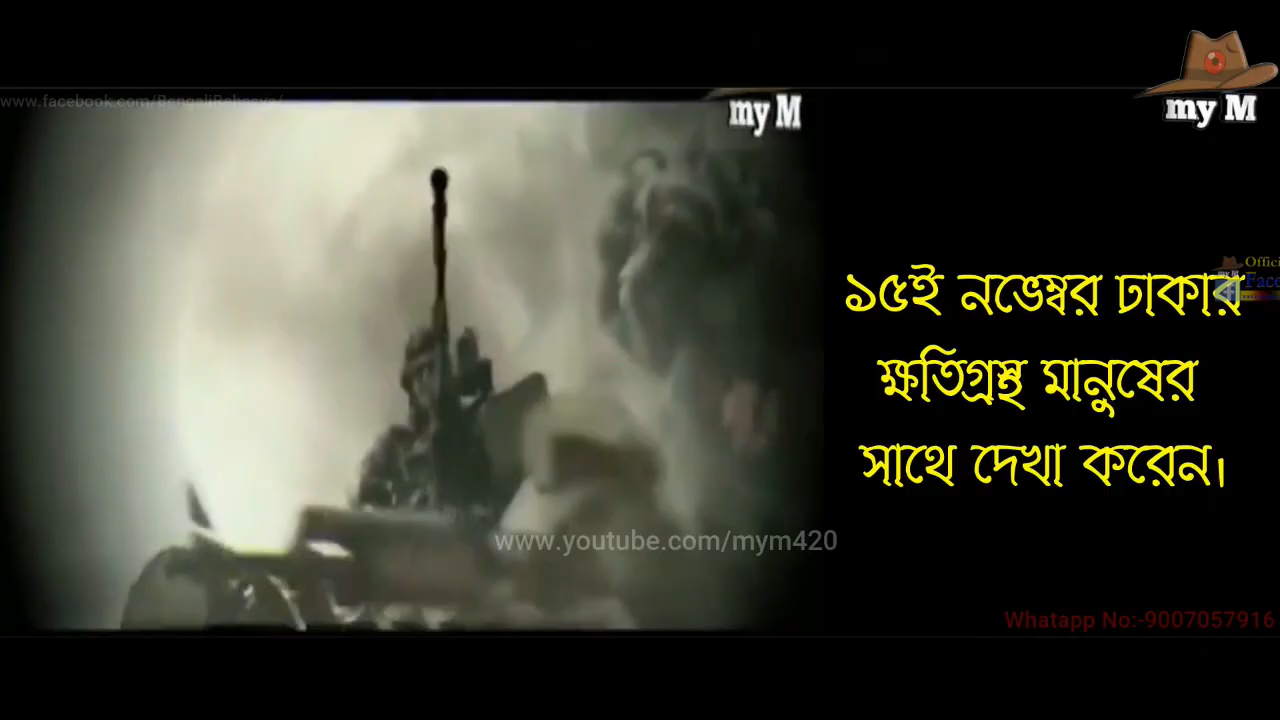 www.facebook.com/BengaliRahasya/
my M
my M
১৫ই নভেম্বর ঢাকার
ক্ষতিগ্রস্থ মানুষের
সাথে দেখা করেন।
my M
www.youtube.com/mym420
Whatapp No:-9007057916